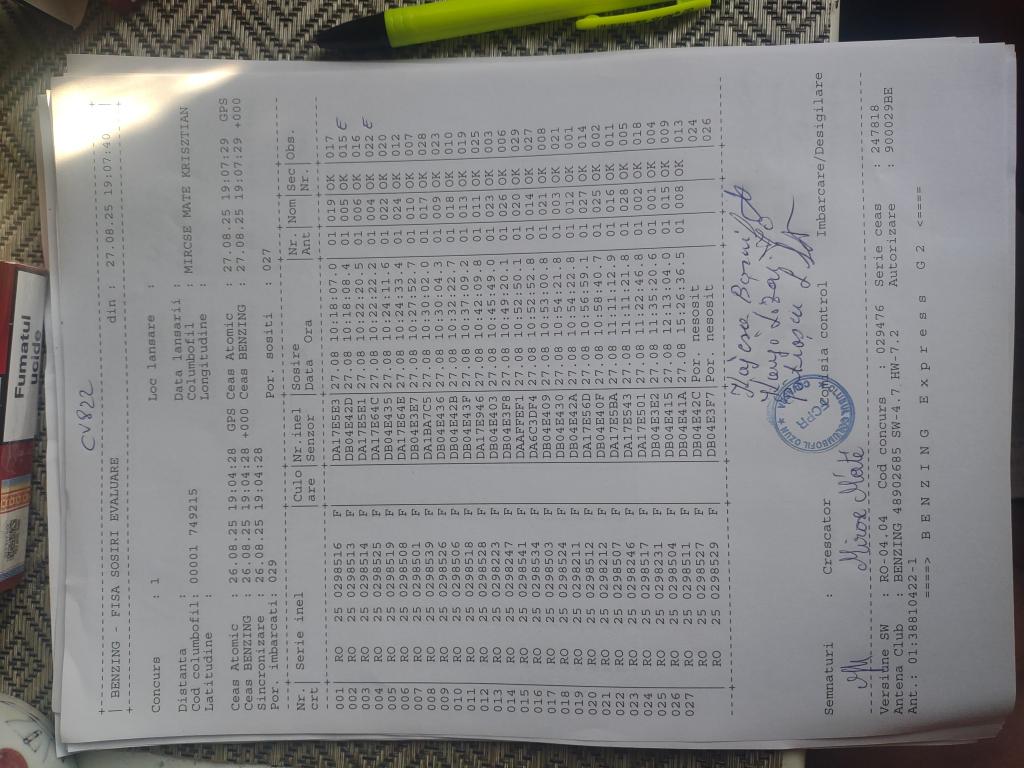 CV822
BENZING - FISA SOSIRI EVALUARE din : 27.08.25 19:07:40
Concurs : 1 Loc lansare :
Distanta : Data lansarii :
Cod columbofil: 00001 749215 Columbofil : MIRCSE MATE KRISZTIAN
Latitudine : Longitudine :
Ceas Atomic : 26.08.25 19:04:28 GPS Ceas Atomic : 27.08.25 19:07:29 GPS
Ceas BENZING : 26.08.25 19:04:28 +000 Ceas BENZING : 27.08.25 19:07:29 +000
Sincronizare : 26.08.25 19:04:28
Por. imbarcati: 029 Por. sositi : 027
Nr. | Serie inel |Culo|Nr.inel |Sosire |Nr. |Nom|Sec|Obs.
crt | |are |Senzor |Data Ora |Ant | |Nr.|
001 RO 25 0298516 F DA17E5B3 27.08 10:18:07.0 01 019 OK 017
002 RO 25 0298513 F DB04E42D 27.08 10:18:08.4 01 005 OK 015 E
003 RO 25 0298514 F DA17E5E1 27.08 10:22:20.5 01 006 OK 016
004 RO 25 0298525 F DA17E64C 27.08 10:22:22.2 01 004 OK 022 E
005 RO 25 0298519 F DB04E435 27.08 10:24:11.6 01 022 OK 020
006 RO 25 0298508 F DA17E64E 27.08 10:24:33.4 01 024 OK 012
007 RO 25 0298501 F DB04E3E7 27.08 10:27:52.7 01 010 OK 007
008 RO 25 0298539 F DA1BA7C5 27.08 10:30:02.0 01 017 OK 028
009 RO 25 0298526 F DB04E436 27.08 10:30:04.3 01 009 OK 023
010 RO 25 0298506 F DB04E42B 27.08 10:32:22.7 01 018 OK 010
011 RO 25 0298518 F DB04E43F 27.08 10:37:09.2 01 011 OK 019
012 RO 25 0298528 F DA17E946 27.08 10:42:09.8 01 013 OK 025
013 RO 25 0298223 F DB04E403 27.08 10:45:49.0 01 023 OK 003
014 RO 25 0298247 F DB04E3F8 27.08 10:49:10.1 01 026 OK 006
015 RO 25 0298541 F DAAFFEF1 27.08 10:52:50.1 01 020 OK 029
016 RO 25 0298534 F DA6C3DF4 27.08 10:52:52.8 01 014 OK 027
017 RO 25 0298503 F DB04E409 27.08 10:53:00.8 01 021 OK 008
018 RO 25 0298524 F DB04E430 27.08 10:54:21.8 01 003 OK 021
019 RO 25 0298211 F DB04E42A 27.08 10:54:22.8 01 012 OK 001
020 RO 25 0298512 F DA17E56D 27.08 10:56:59.1 01 027 OK 014
021 RO 25 0298212 F DB04E40F 27.08 10:58:40.7 01 025 OK 002
022 RO 25 0298507 F DA17E5BA 27.08 11:11:12.9 01 016 OK 011
023 RO 25 0298246 F DA17E543 27.08 11:11:21.8 01 028 OK 005
024 RO 25 0298517 F DA17E501 27.08 11:22:46.8 01 002 OK 018
025 RO 25 0298231 F DB04E3E2 27.08 11:35:20.6 01 001 OK 004
026 RO 25 0298504 F DB04E415 27.08 12:13:04.0 01 015 OK 009
027 RO 25 0298511 F DB04E41A 27.08 15:26:36.5 01 008 OK 013
RO 25 0298527 F DB04E42C Por. nesosit 024
RO 25 0298529 F DB04E3F7 Por. nesosit 026
Semnaturi : Crescator Comisia control Imbarcare/Desigilare
Versiune SW : RO-04.04 Cod concurs : 029476 Serie ceas : 247818
Antena Club : BENZING 48902685 SW-4.7 HW-7.2 Autorizare : 900029BE
Ant.: 01:38810422-1
====> B E N Z I N G E x p r e s s G 2 <====
Fumatul
ucide